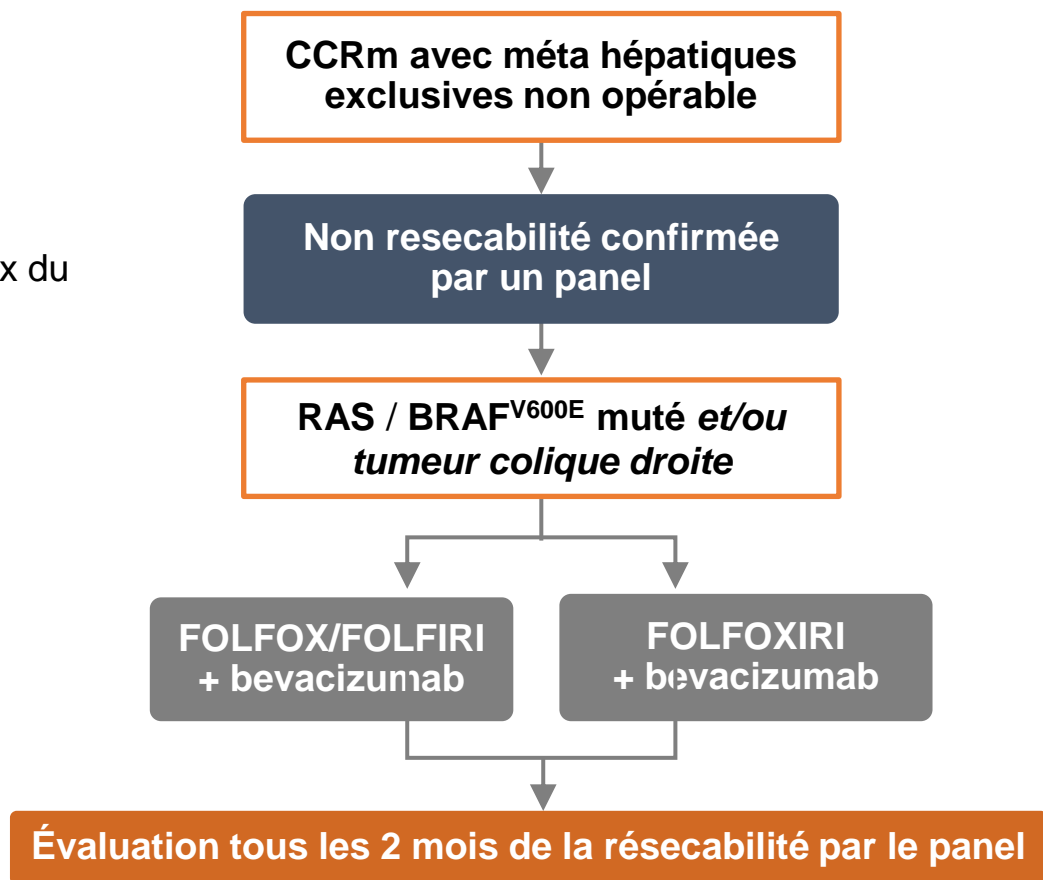 CCRm avec méta hépatiques
exclusives non opérable
Non resecabilité confirmée
par un panel
x du
RAS / BRAFV600E muté et/ou
tumeur colique droite
FOLFOX/FOLFIRI
+ bevacizumab
FOLFOXIRI
+ bevacizumab
Évaluation tous les 2 mois de la résecabilité par le panel